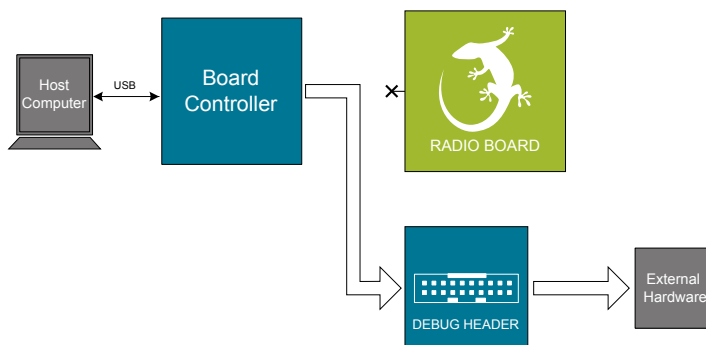 Host
Computer
USB
Board
Controller
RADIO BOARD
DEBUG HEADER
External
Hardware